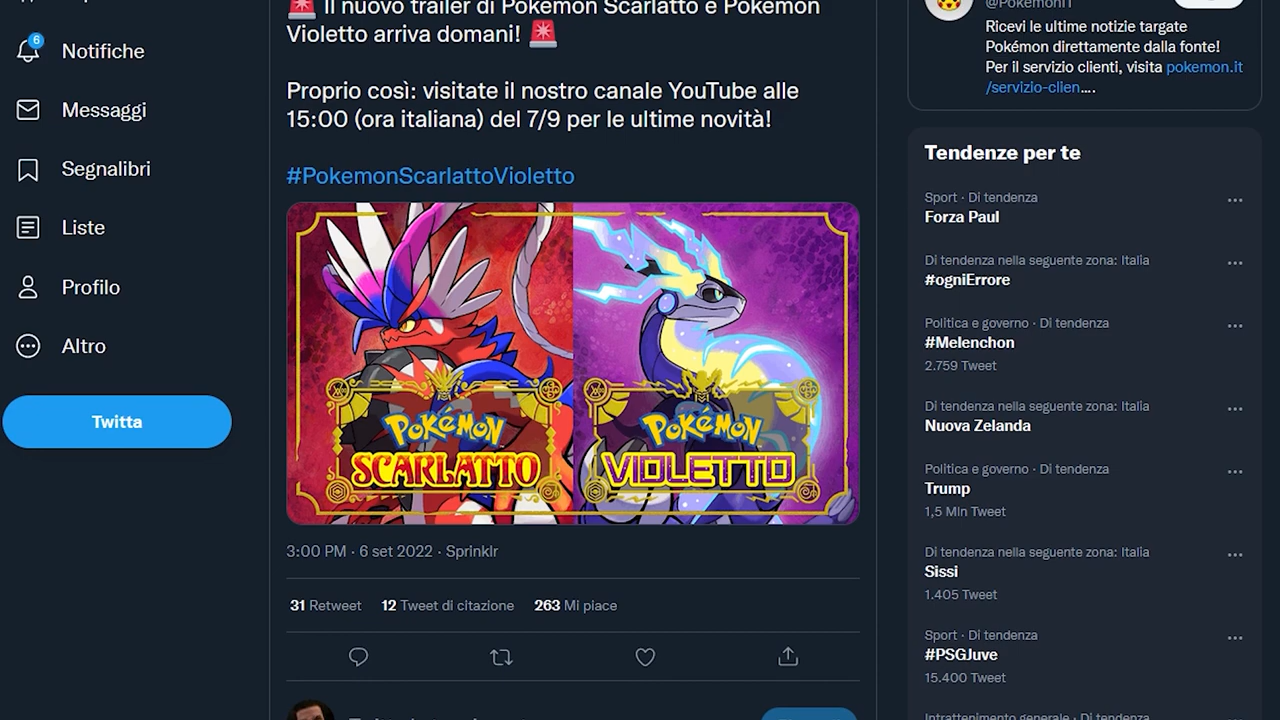 6
Notifiche
Messaggi
Segnalibri
Liste
Profilo
Altro
Twitta
Il nuovo trailer di Pokémon Scarlatto e Pokémon
Violetto arriva domani!
Proprio così: visitate il nostro canale YouTube alle
15:00 (ora italiana) del 7/9 per le ultime novità!
#PokemonScarlattoVioletto
POKÉMON
SCARLATTO
POKÉMON
VIOLETTO
3:00 PM · 6 set 2022 · Sprinklr
31 Retweet 12 Tweet di citazione 263 Mi piace
@PokemonIT
Ricevi le ultime notizie targate
Pokémon direttamente dalla fonte!
Per il servizio clienti, visita pokemon.it
/servizio-clien....
Tendenze per te
Sport · Di tendenza
Forza Paul
Di tendenza nella seguente zona: Italia
#ogniErrore
Politica e governo · Di tendenza
#Melenchon
2.759 Tweet
Di tendenza nella seguente zona: Italia
Nuova Zelanda
Politica e governo · Di tendenza
Trump
1,5 Mln Tweet
Di tendenza nella seguente zona: Italia
Sissi
1.405 Tweet
Sport · Di tendenza
#PSGJuve
15.400 Tweet
Intrattenimento generale · Di tendenza